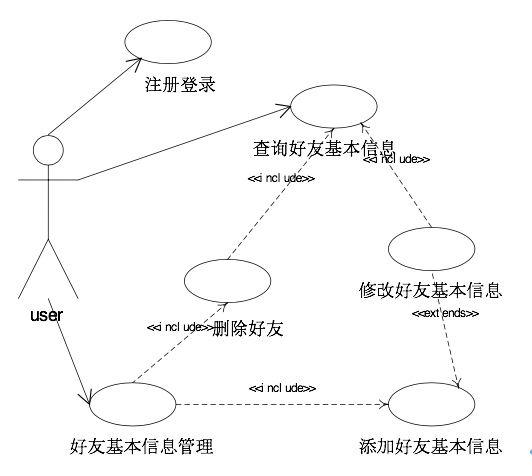 注册登录
查询好友基本信息
<<include>>
<<include>>
修改好友基本信息
<<extends>>
user
<<include>>
删除好友
<<include>>
好友基本信息管理
添加好友基本信息